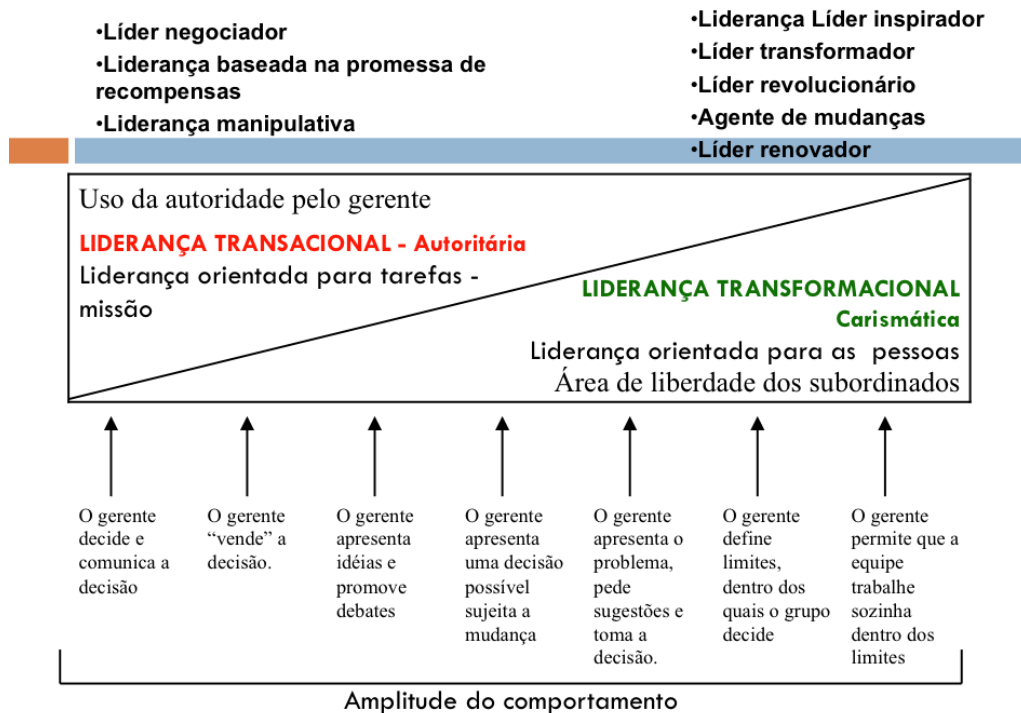 •Líder negociador
•Liderança baseada na promessa de
recompensas
•Liderança manipulativa
•Liderança Líder inspirador
•Líder transformador
•Líder revolucionário
•Agente de mudanças
•Líder renovador
Uso da autoridade pelo gerente
LIDERANÇA TRANSACIONAL - Autoritária
Liderança orientada para tarefas -
missão
LIDERANÇA TRANSFORMACIONAL
Carismática
Liderança orientada para as pessoas
Área de liberdade dos subordinados
O gerente
decide e
comunica a
decisão
O gerente
“vende” a
decisão.
O gerente
apresenta
idéias e
promove
debates
O gerente
apresenta
uma decisão
possível
sujeita a
mudança
O gerente
apresenta o
problema,
pede
sugestões e
toma a
decisão.
O gerente
define
limites,
dentro dos
quais o grupo
decide
O gerente
permite que a
equipe
trabalhe
sozinha
dentro dos
limites
Amplitude do comportamento